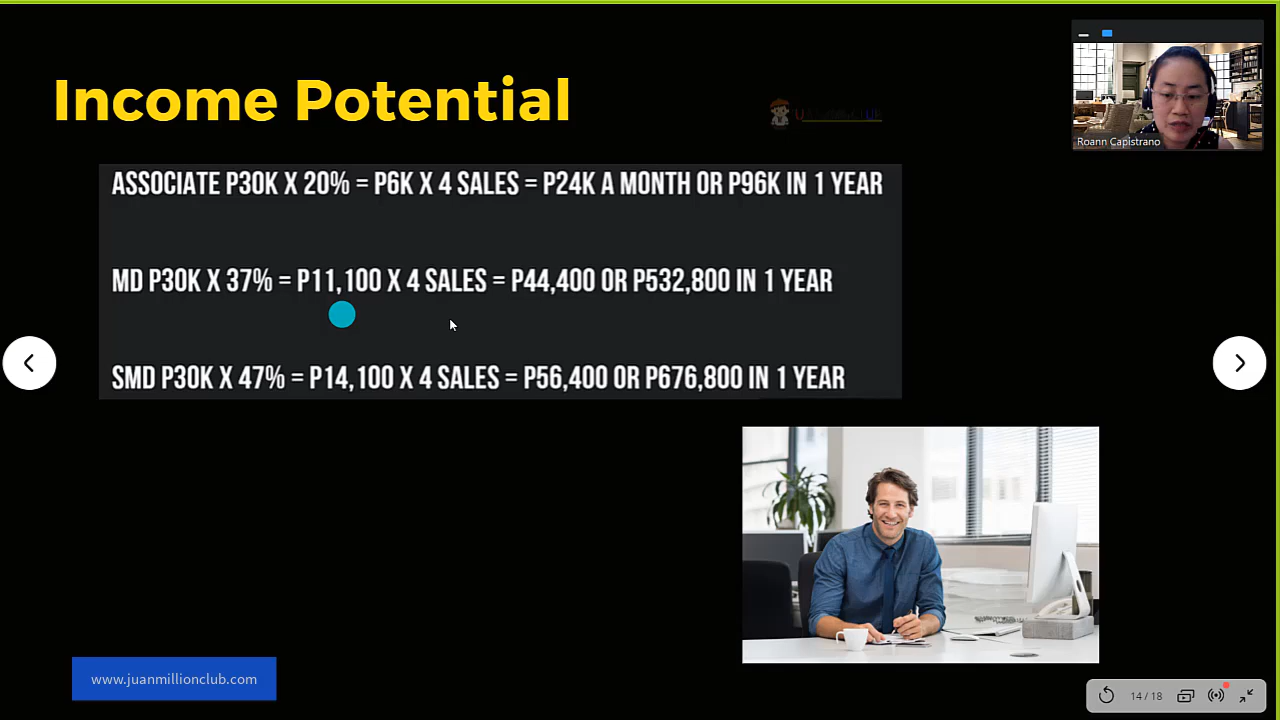 Income Potential
Roann Capistrano
ASSOCIATE P30K X 20% = P6K X 4 SALES = P24K A MONTH OR P96K IN 1 YEAR
MD P30K X 37% = P11,100 X 4 SALES = P44,400 OR P532,800 IN 1 YEAR
SMD P30K X 47% = P14,100 X 4 SALES = P56,400 OR P676,800 IN 1 YEAR
www.juanmillionclub.com
14 / 18